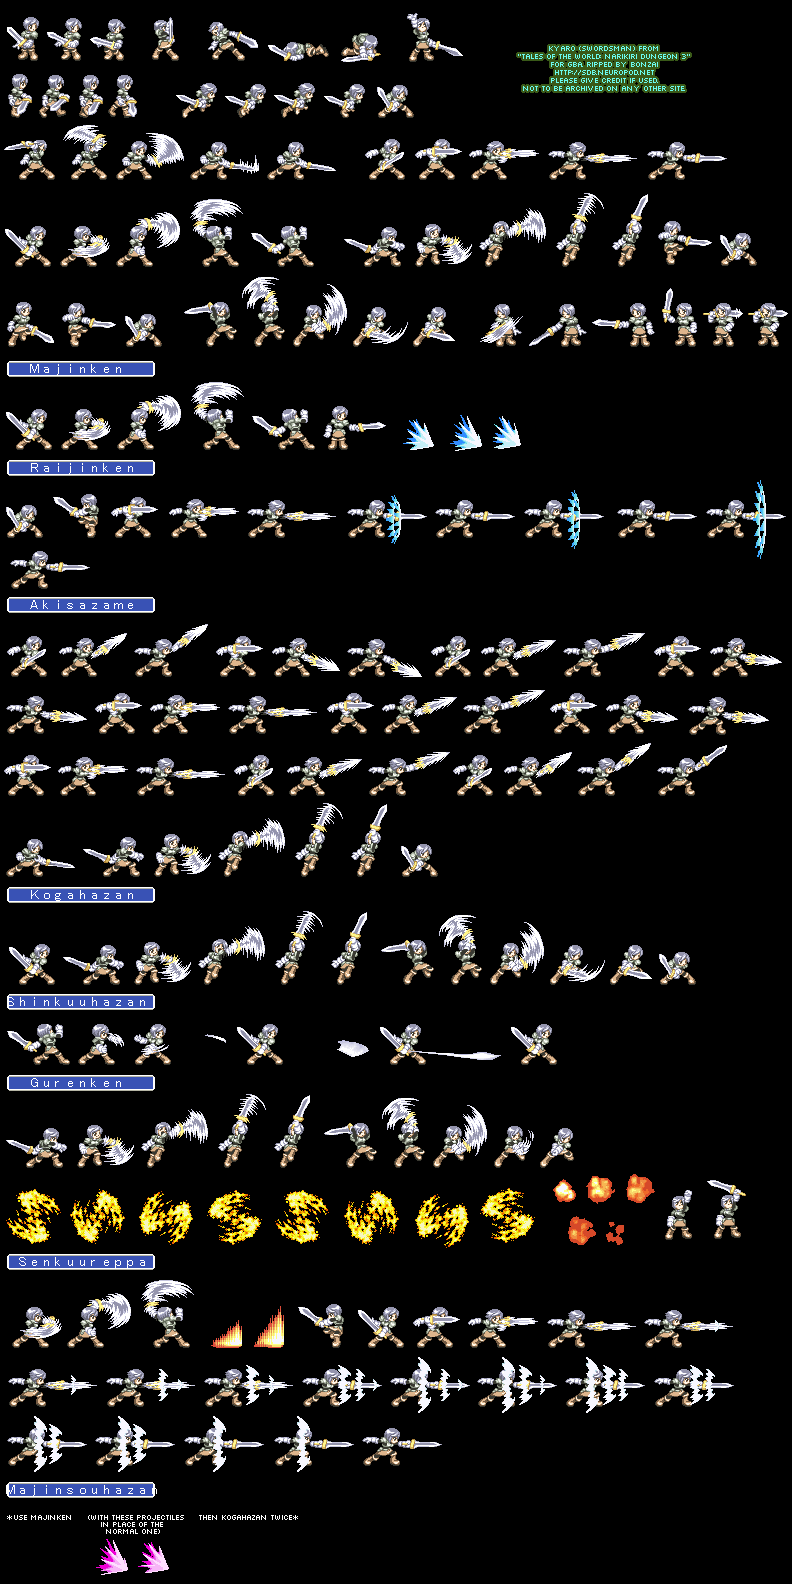 KYARO (SWORDSMAN) FROM
"TALES OF THE WORLD: NARIKIRI DUNGEON 3"
FOR GBA. RIPPED BY BONZAI
HTTP://SDB.NEUROPOD.NET
PLEASE GIVE CREDIT IF USED.
NOT TO BE ARCHIVED ON ANY OTHER SITE.
Majinken
Raijinken
Akisazame
Kogahazan
Shinkuuhazan
Gurenken
Senkuureppa
Majinsouhazan
*USE MAJINKEN (WITH THESE PROJECTILES THEN KOGAHAZAN TWICE*
IN PLACE OF THE
NORMAL ONE)